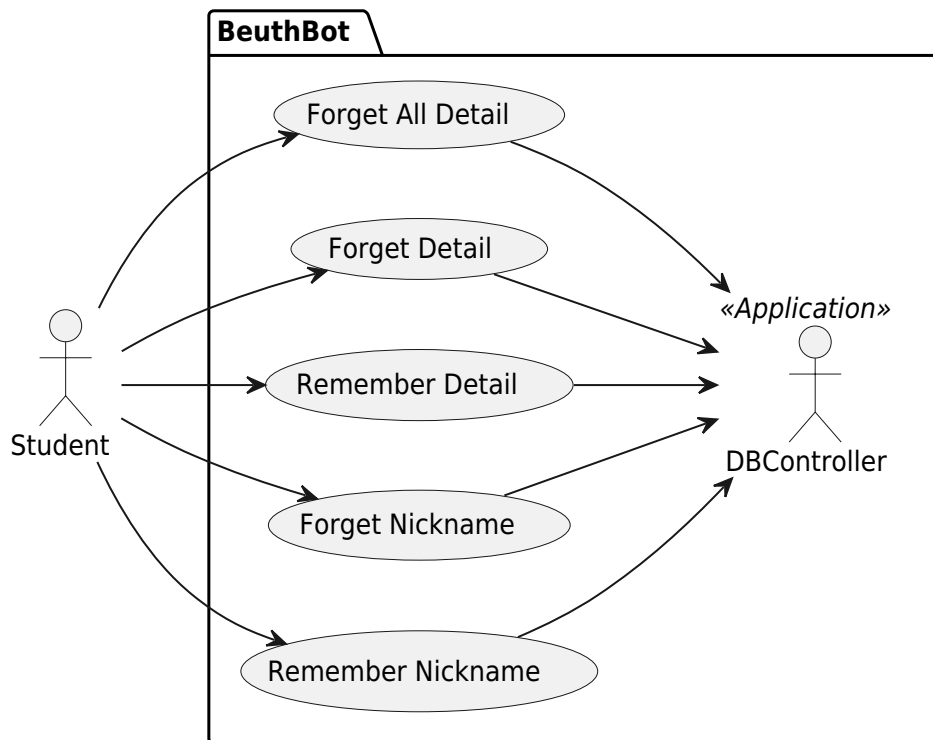 BeuthBot
Forget All Detail
Forget Detail
«Application»
Remember Detail
Student
DBController
Forget Nickname
Remember Nickname